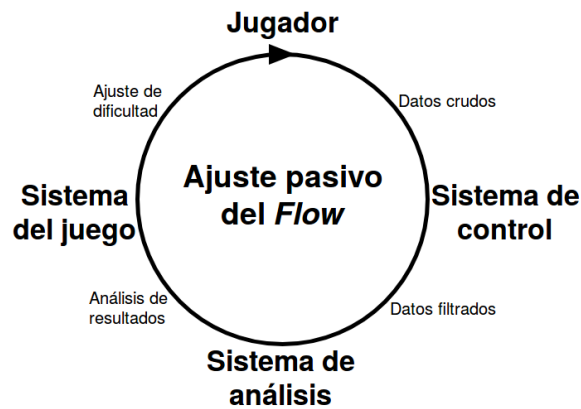 Jugador
Ajuste de
dificultad
Datos crudos
Ajuste pasivo
del Flow
Sistema
del juego
Sistema de
control
Análisis de
resultados
Datos filtrados
Sistema de
análisis